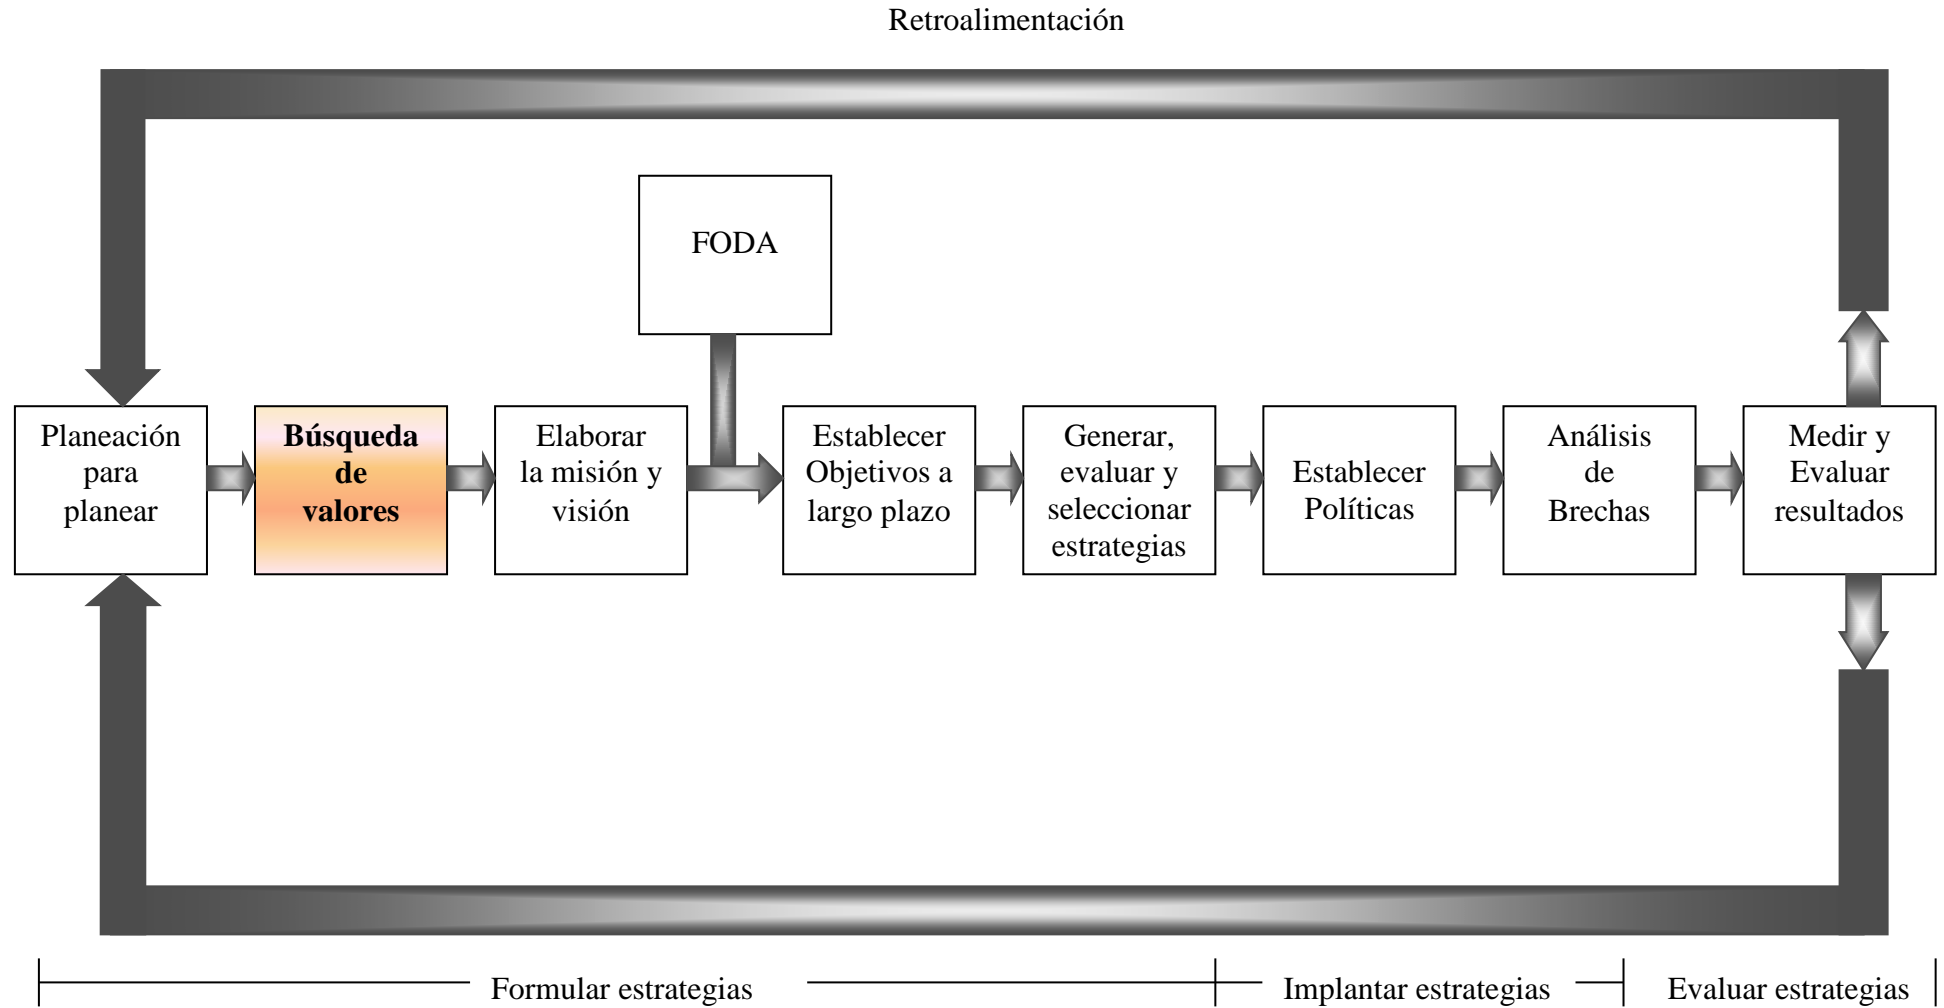 Retroalimentación
FODA
Planeación
para
planear
Búsqueda
de
valores
Elaborar
la misión y
visión
Establecer
Objetivos a
largo plazo
Generar,
evaluar y
seleccionar
estrategias
Establecer
Políticas
Análisis
de
Brechas
Medir y
Evaluar
resultados
Formular estrategias
Implantar estrategias
Evaluar estrategias